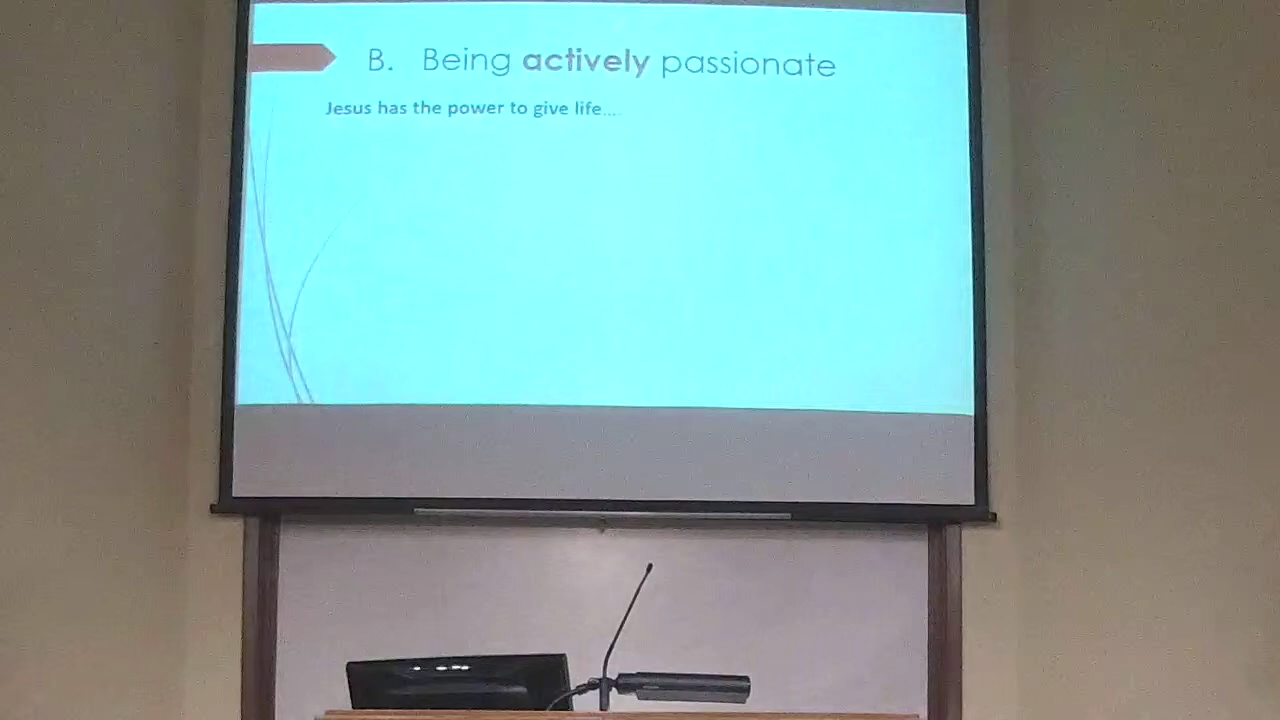 B. Being actively passionate
Jesus has the power to give life....